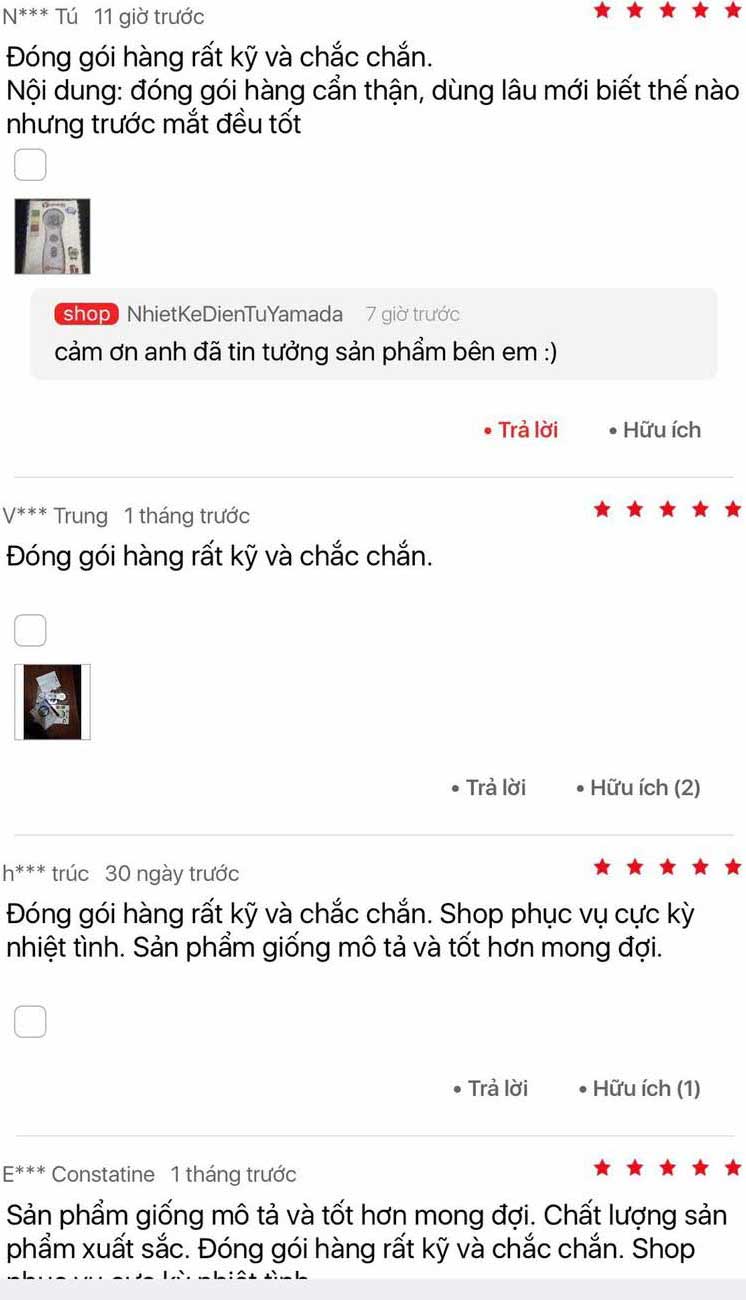 N*** Tú 11 giờ trước
Đóng gói hàng rất kỹ và chắc chắn.
Nội dung: đóng gói hàng cẩn thận, dùng lâu mới biết thế nào
nhưng trước mắt đều tốt
shop NhietKeDienTuYamada 7 giờ trước
cảm ơn anh đã tin tưởng sản phẩm bên em :)
• Trả lời • Hữu ích
V*** Trung 1 tháng trước
Đóng gói hàng rất kỹ và chắc chắn.
• Trả lời • Hữu ích (2)
h*** trúc 30 ngày trước
Đóng gói hàng rất kỹ và chắc chắn. Shop phục vụ cực kỳ
nhiệt tình. Sản phẩm giống mô tả và tốt hơn mong đợi.
• Trả lời • Hữu ích (1)
E*** Constatine 1 tháng trước
Sản phẩm giống mô tả và tốt hơn mong đợi. Chất lượng sản
phẩm xuất sắc. Đóng gói hàng rất kỹ và chắc chắn. Shop